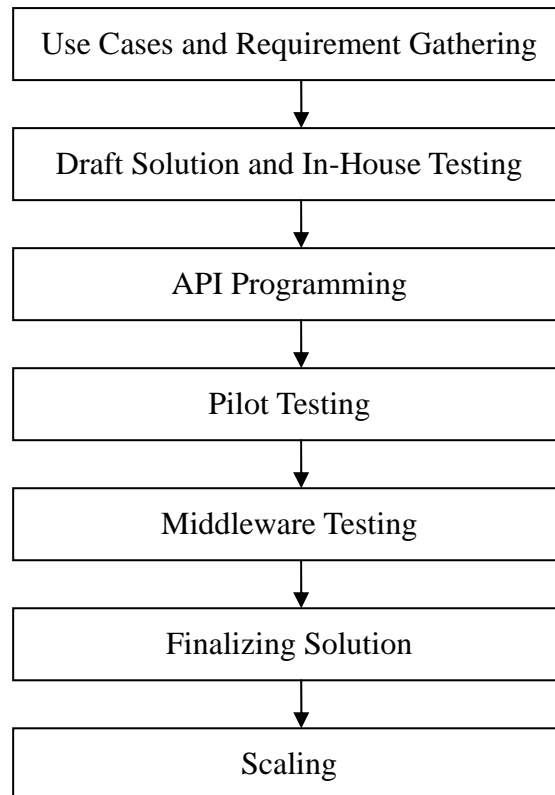 Use Cases and Requirement Gathering
Draft Solution and In-House Testing
API Programming
Pilot Testing
Middleware Testing
Finalizing Solution
Scaling